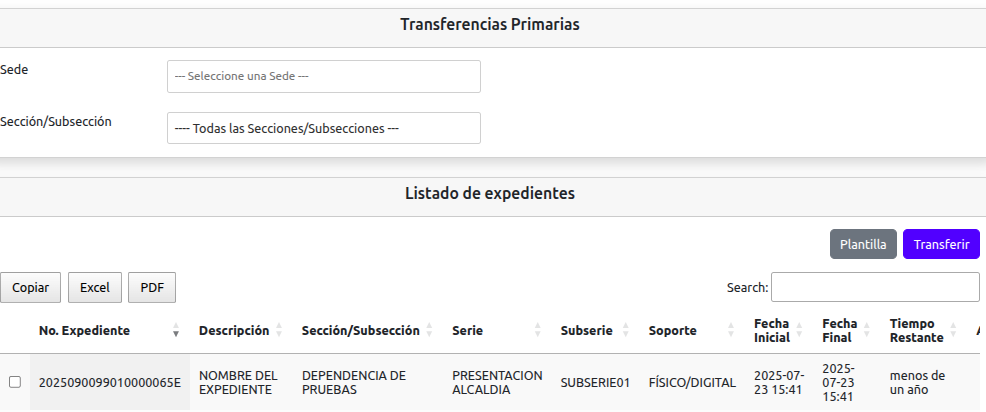 Transferencias Primarias
Sede
--- Seleccione una Sede ---
Sección/Subsección
---- Todas las Secciones/Subsecciones ---
Listado de expedientes
Plantilla Transferir
Copiar Excel PDF Search:
No. Expediente Descripción Sección/Subsección Serie Subserie Soporte Fecha Inicial Fecha Final Tiempo Restante
2025090099010000065E NOMBRE DEL EXPEDIENTE DEPENDENCIA DE PRUEBAS PRESENTACION ALCALDIA SUBSERIE01 FÍSICO/DIGITAL 2025-07-23 15:41 2025-07-23 15:41 menos de un año